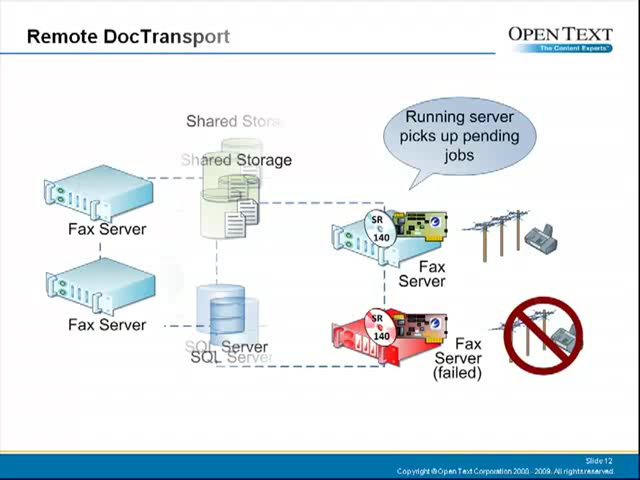 Remote DocTransport
OPEN TEXT
The Content Experts™
Shared Storage
Shared Storage
Running server
picks up pending
jobs
Fax Server
SR
140
Fax
Server
Fax Server
SQL Server
SQL Server
SR
140
Fax
Server
(failed)
Slide 12
Copyright © Open Text Corporation 2000 - 2009. All rights reserved.